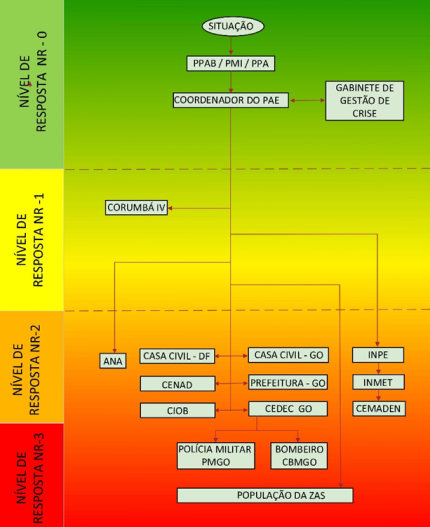 NÍVEL DE
RESPOSTA NR - 0
SITUAÇÃO
PPAB / PMI / PPA
COORDENADOR DO PAE
GABINETE DE
GESTÃO DE
CRISE
NÍVEL DE
RESPOSTA NR -1
CORUMBÁ IV
NÍVEL DE
RESPOSTA NR-2
ANA
CASA CIVIL - DF
CASA CIVIL - GO
INPE
CENAD
PREFEITURA - GO
INMET
CIOB
CEDEC GO
CEMADEN
NÍVEL DE
RESPOSTA NR-3
POLÍCIA MILITAR
PMGO
BOMBEIRO
CBMGO
POPULAÇÃO DA ZAS